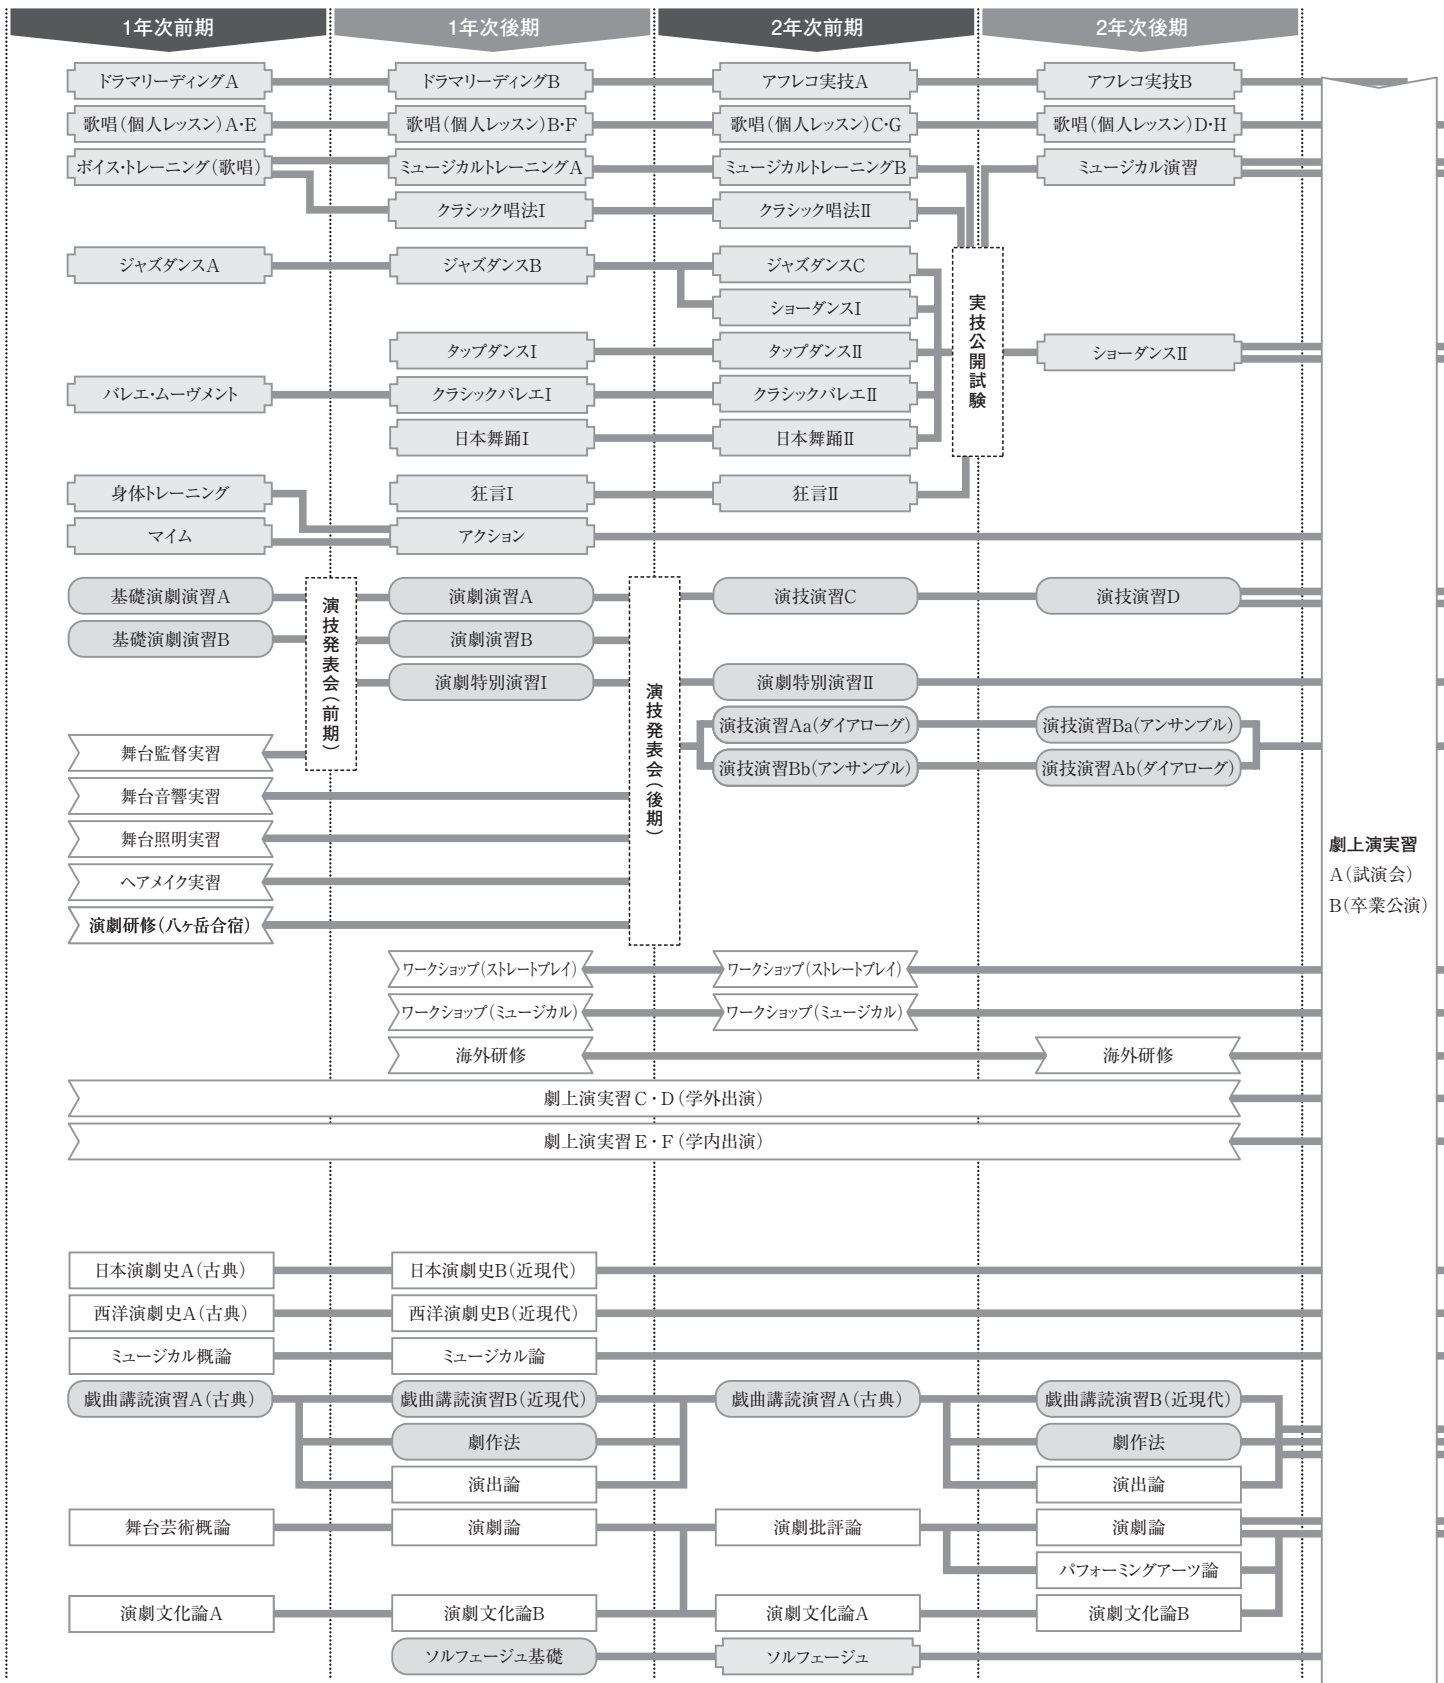 1年次前期
1年次後期
2年次前期
2年次後期
ドラマリーディングA
ドラマリーディングB
アフレコ実技A
アフレコ実技B
歌唱(個人レッスン)A・E
歌唱(個人レッスン)B・F
歌唱(個人レッスン)C・G
歌唱(個人レッスン)D・H
ボイス・トレーニング(歌唱)
ミュージカルトレーニングA
ミュージカルトレーニングB
ミュージカル演習
クラシック唱法I
クラシック唱法II
ジャズダンスA
ジャズダンスB
ジャズダンスC
ショーダンスI
タップダンスI
タップダンスII
ショーダンスII
バレエ・ムーヴメント
クラシックバレエI
クラシックバレエII
日本舞踊I
日本舞踊II
実技公開試験
身体トレーニング
狂言I
狂言II
マイム
アクション
基礎演劇演習A
演劇演習A
演技演習C
演技演習D
基礎演劇演習B
演劇演習B
演劇特別演習I
演劇特別演習II
演技発表会(前期)
演技発表会(後期)
演技演習Aa(ダイアローグ)
演技演習Ba(アンサンブル)
舞台監督実習
演技演習Bb(アンサンブル)
演技演習Ab(ダイアローグ)
舞台音響実習
舞台照明実習
ヘアメイク実習
演劇研修(八ヶ岳合宿)
劇上演実習
A(試演会)
B(卒業公演)
ワークショップ(ストレートプレイ)
ワークショップ(ストレートプレイ)
ワークショップ(ミュージカル)
ワークショップ(ミュージカル)
海外研修
海外研修
劇上演実習C・D(学外出演)
劇上演実習E・F(学内出演)
日本演劇史A(古典)
日本演劇史B(近現代)
西洋演劇史A(古典)
西洋演劇史B(近現代)
ミュージカル概論
ミュージカル論
戯曲講読演習A(古典)
戯曲講読演習B(近現代)
戯曲講読演習A(古典)
戯曲講読演習B(近現代)
劇作法
劇作法
演出論
演出論
舞台芸術概論
演劇論
演劇批評論
演劇論
パフォーミングアーツ論
演劇文化論A
演劇文化論B
演劇文化論A
演劇文化論B
ソルフェージュ基礎
ソルフェージュ